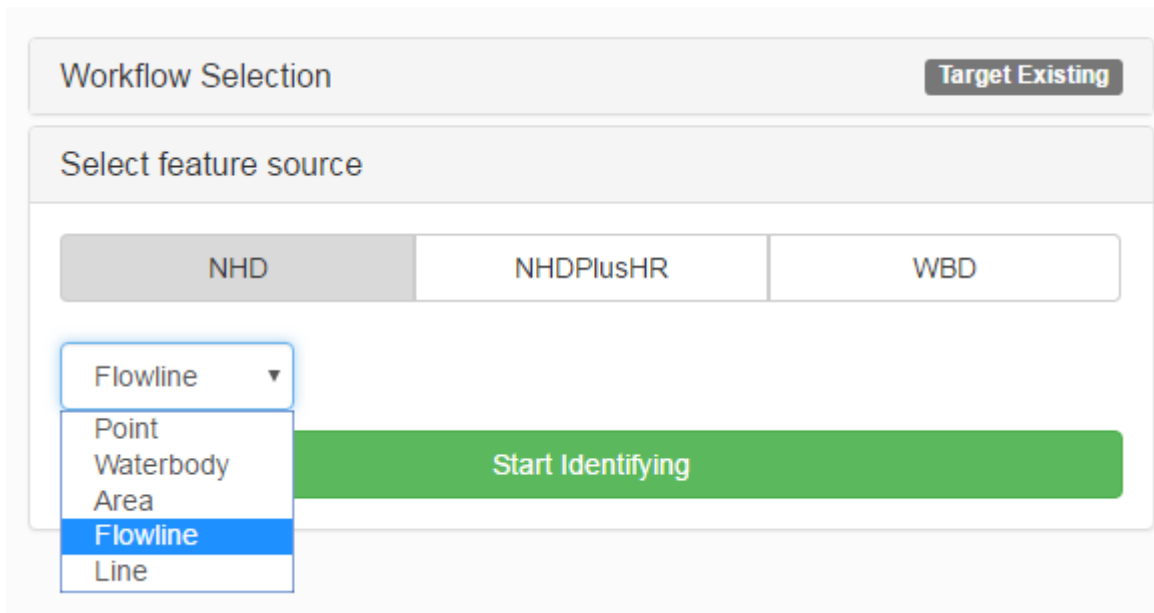 Workflow Selection Target Existing
Select feature source
NHD NHDPlusHR WBD
Flowline
Point
Waterbody
Start Identifying
Area
Flowline
Line